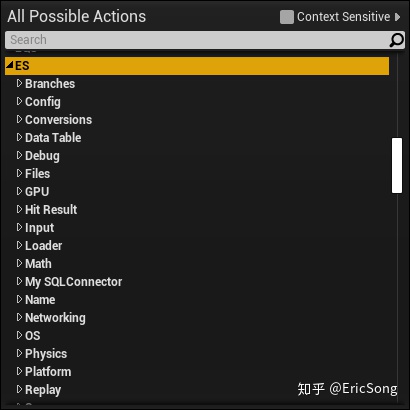 All Possible Actions
Context Sensitive
Search
ES
Branches
Config
Conversions
Data Table
Debug
Files
GPU
Hit Result
Input
Loader
Math
My SQLConnector
Name
Networking
OS
Physics
Platform
Replay
知乎 @EricSong